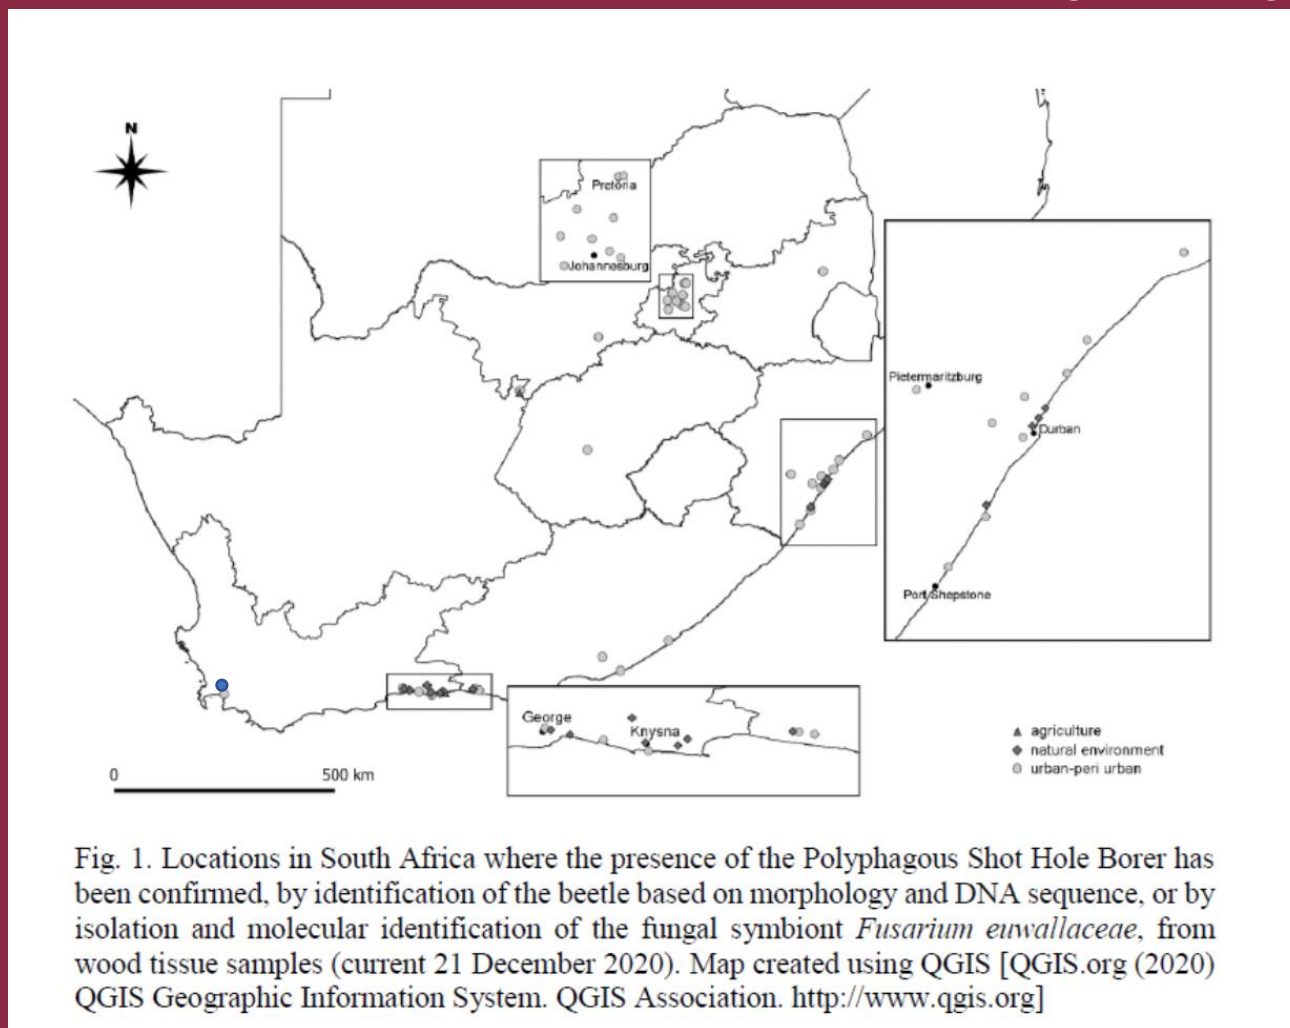 N
Pretoria
Johannesburg
Pietermaritzburg
Durban
Port Shepstone
George
Knysna
agriculture
natural environment
urban-peri urban
0 500 km
Fig. 1. Locations in South Africa where the presence of the Polyphagous Shot Hole Borer has
been confirmed, by identification of the beetle based on morphology and DNA sequence, or by
isolation and molecular identification of the fungal symbiont Fusarium euwallaceae, from
wood tissue samples (current 21 December 2020). Map created using QGIS [QGIS.org (2020)
QGIS Geographic Information System. QGIS Association. http://www.qgis.org]